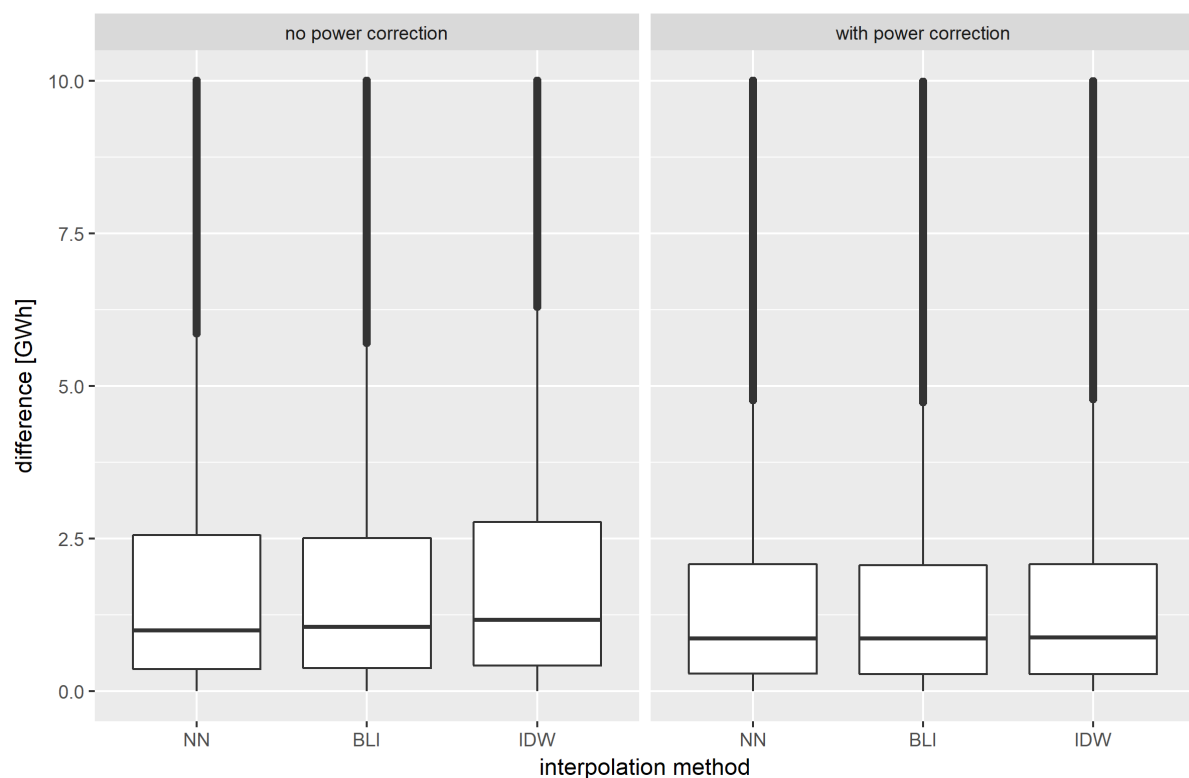 no power correction
with power correction
10.0
7.5
5.0
2.5
0.0
difference [GWh]
NN
BLI
IDW
NN
BLI
IDW
interpolation method